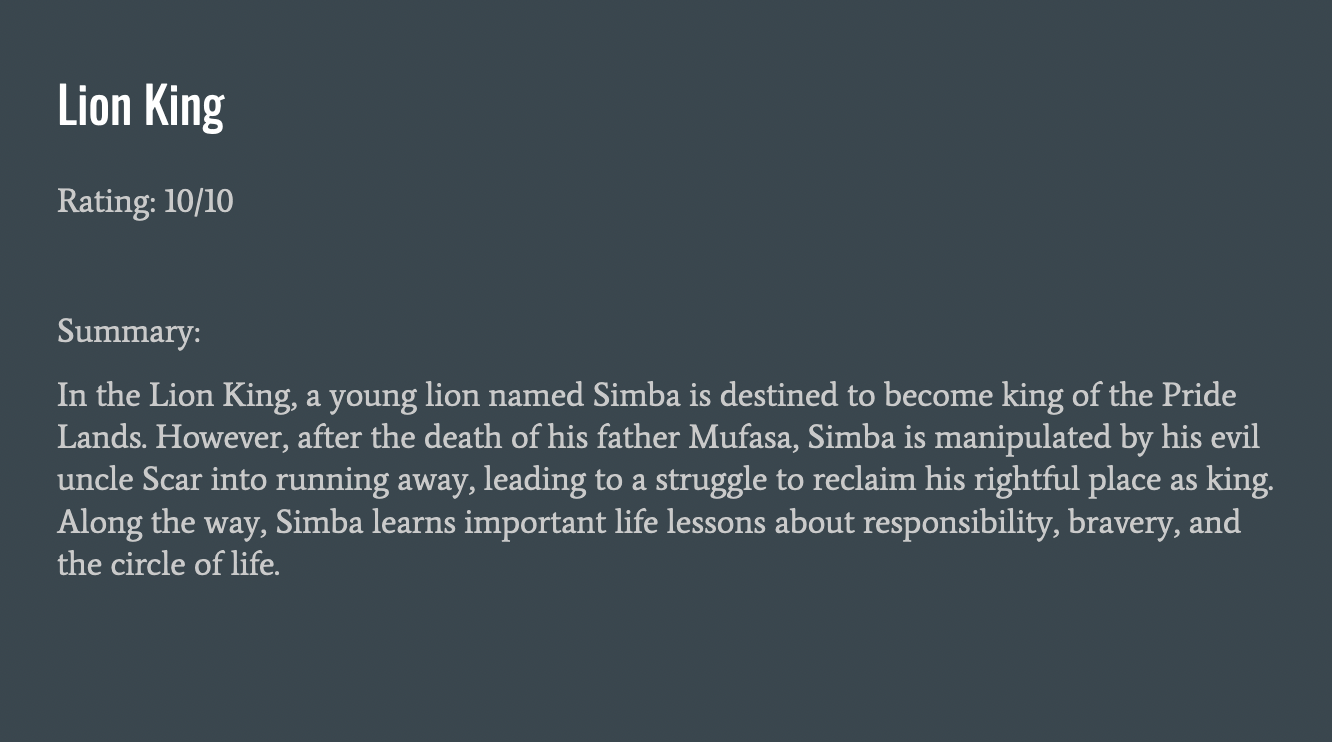 Lion King
Rating: 10/10
Summary:
In the Lion King, a young lion named Simba is destined to become king of the Pride
Lands. However, after the death of his father Mufasa, Simba is manipulated by his evil
uncle Scar into running away, leading to a struggle to reclaim his rightful place as king.
Along the way, Simba learns important life lessons about responsibility, bravery, and
the circle of life.